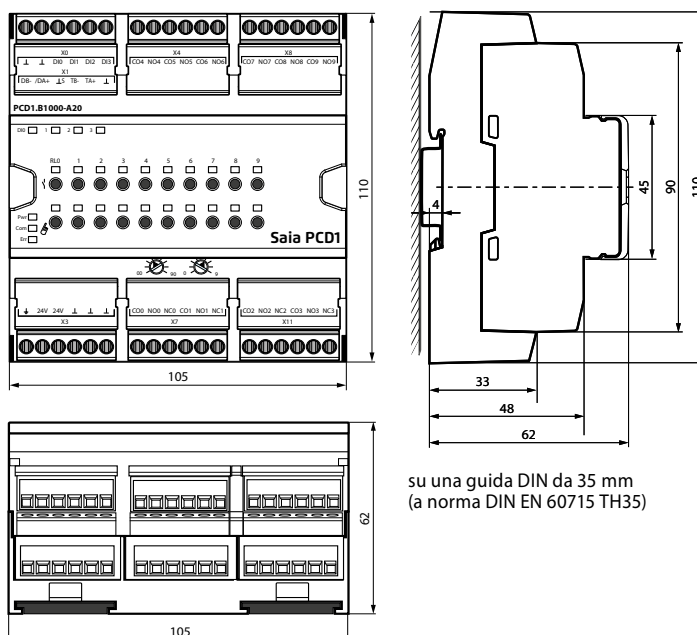 X0 X4 X8
⊥ ⊥ DI0 DI1 DI2 DI3 CO4 NO4 CO5 NO5 CO6 NO6 CO7 NO7 CO8 NO8 CO9 NO9
X1
DB- /DA+ ⊥S TB- TA+ ⊥
PCD1.B1000-A20
DI0 1 2 3
RL0 1 2 3 4 5 6 7 8 9
Pwr
Com
Err
Saia PCD1
00 90 0 9
24V 24V ⊥ ⊥ ⊥ CO0 NO0 NC0 CO1 NO1 NC1 CO2 NO2 NC2 CO3 NO3 NC3
X3 X7 X11
105
110
4
45
90
110
33
48
62
su una guida DIN da 35 mm
(a norma DIN EN 60715 TH35)
62
105